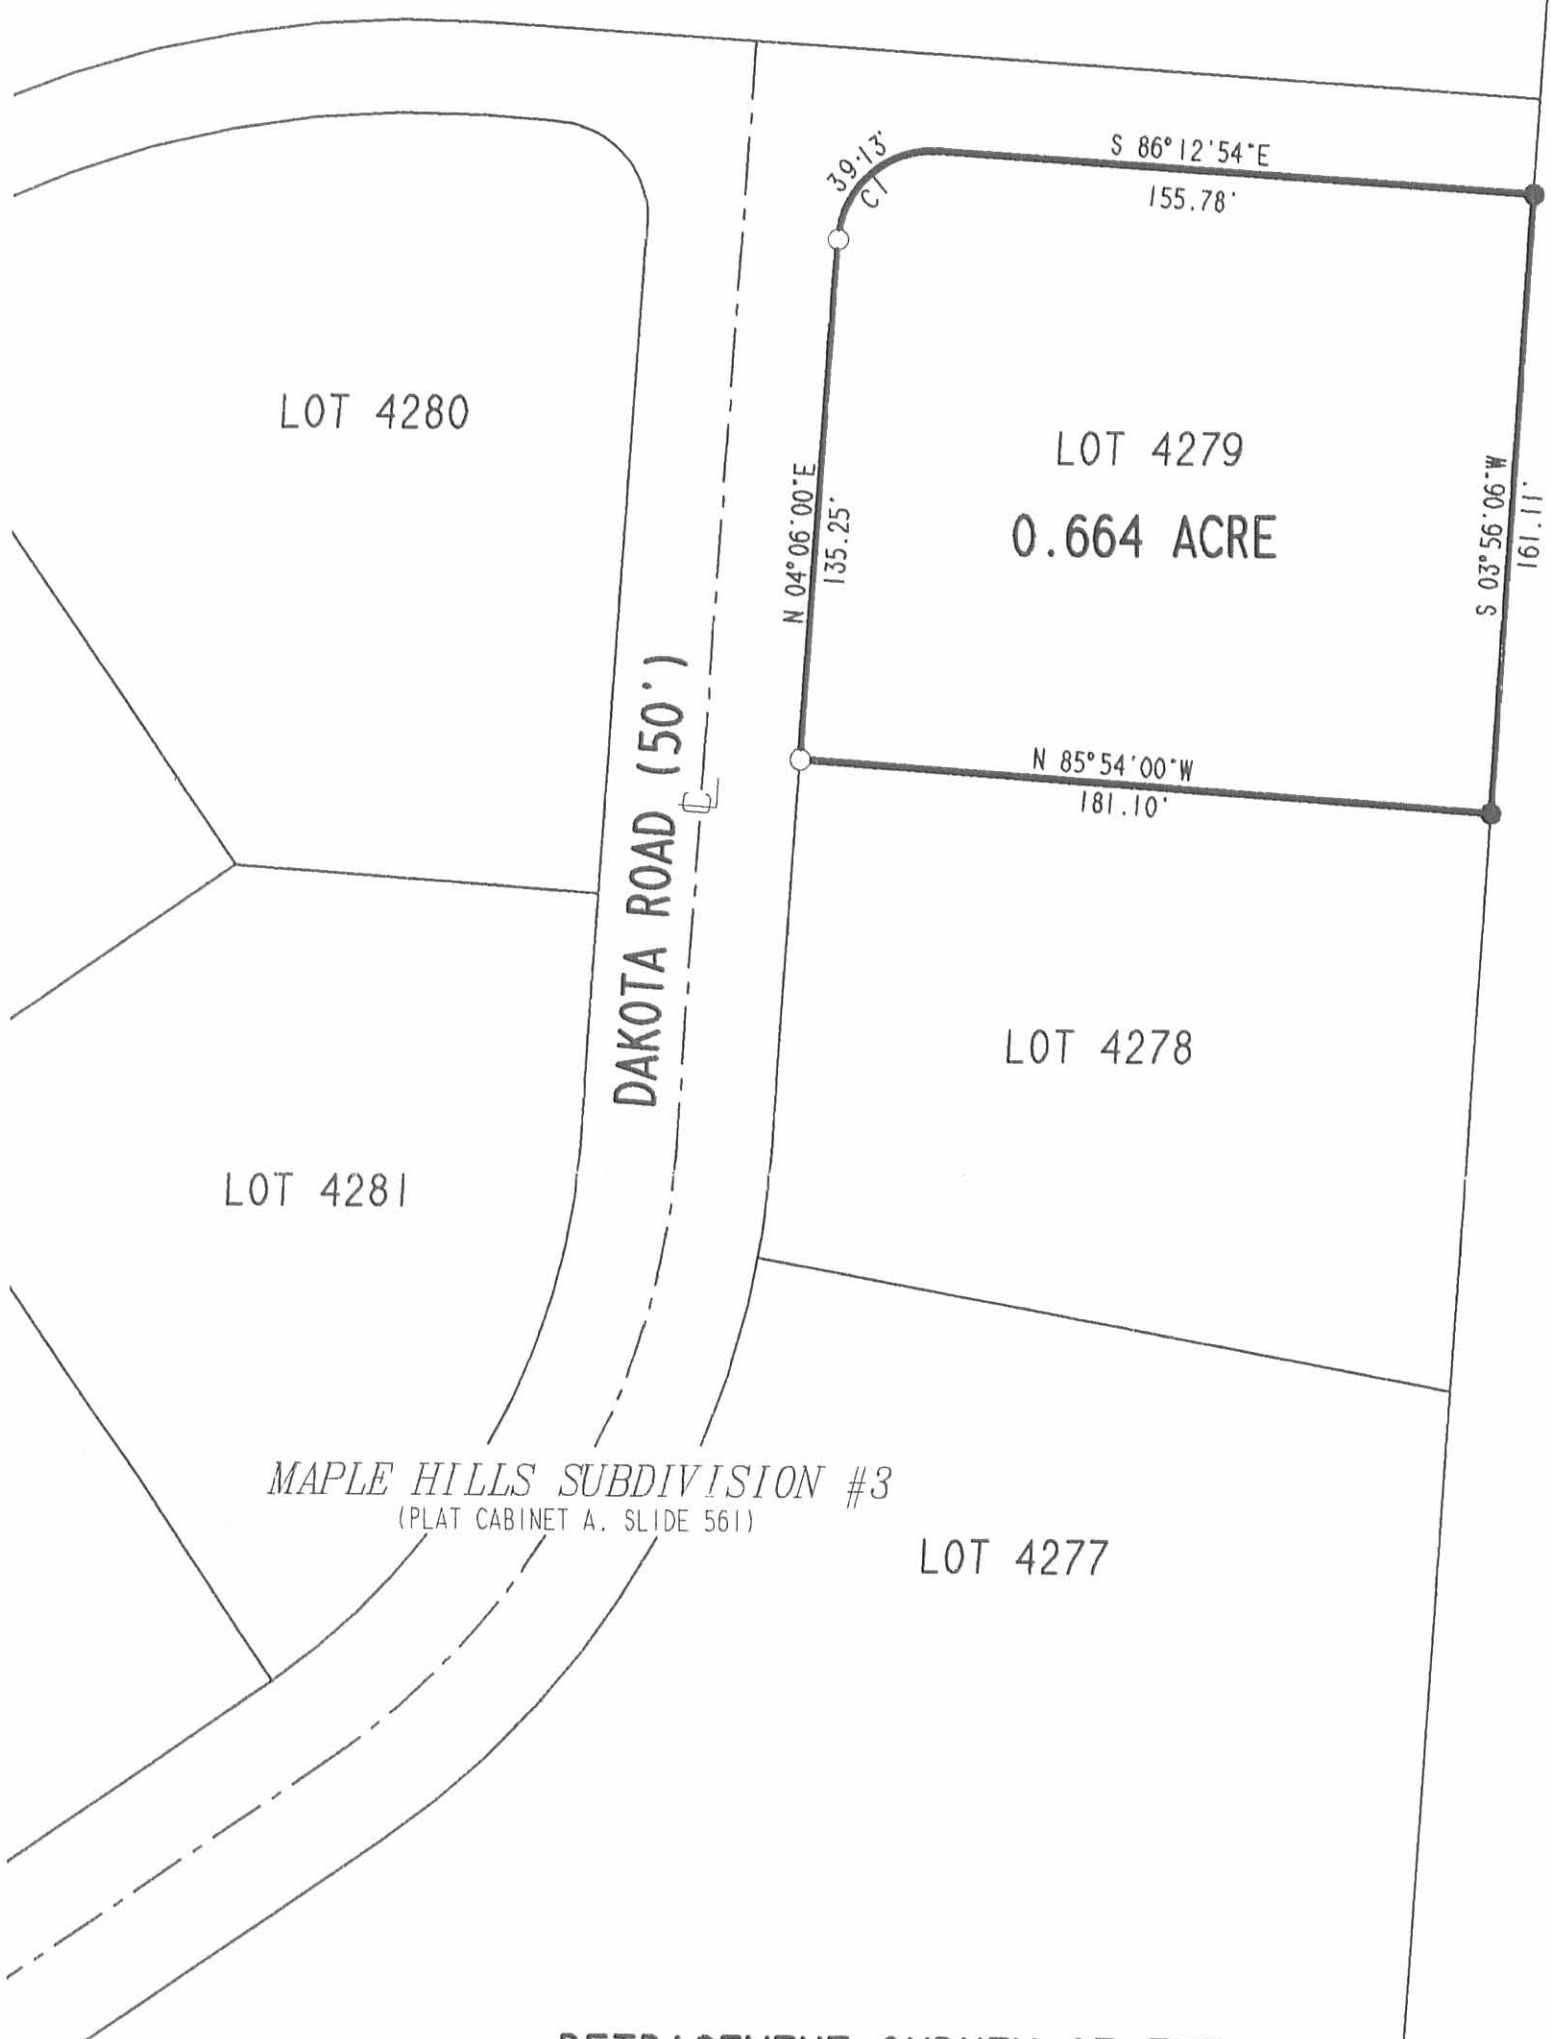 S 86°12'54"E
155.78'
39.13'
C1
LOT 4280
LOT 4279
0.664 ACRE
N 04°06'00"E
135.25'
S 03°56'06"W
161.11'
DAKOTA ROAD (50')
N 85°54'00"W
181.10'
LOT 4278
LOT 4281
MAPLE HILLS SUBDIVISION #3
(PLAT CABINET A, SLIDE 561)
LOT 4277